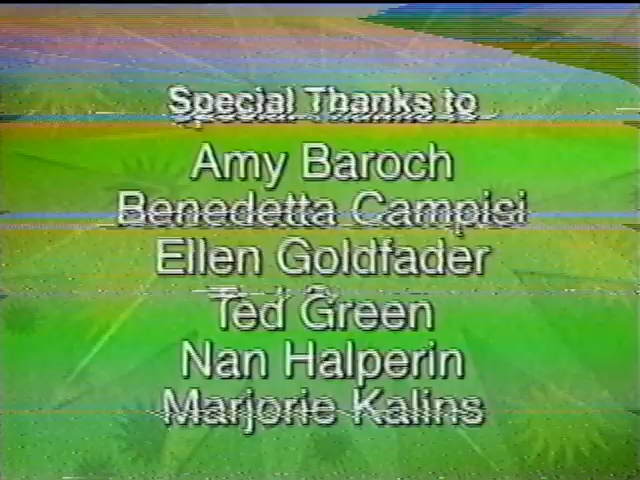 Special Thanks to
Amy Baroch
Benedetta Campisi
Ellen Goldfader
Ted Green
Nan Halperin
Marjorie Kalins